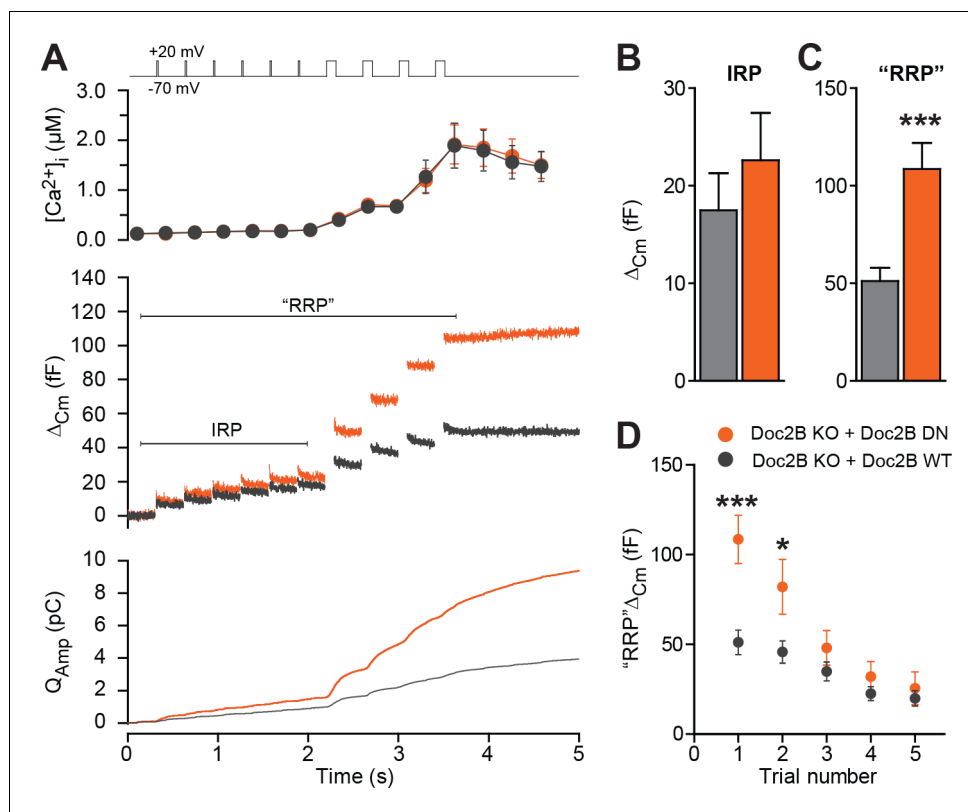 A
+20 mV
-70 mV
3.0
2.0
1.0
0.0
[Ca2+]i (µM)
140
120
100
80
60
40
20
0
ΔCm (fF)
"RRP"
IRP
10
8
6
4
2
0
QAmp (pC)
0 1 2 3 4 5
Time (s)
B
IRP
30
20
10
0
ΔCm (fF)
C
"RRP"
150
100
50
0
***
D
Doc2B KO + Doc2B DN
Doc2B KO + Doc2B WT
150
100
50
0
"RRP"ΔCm (fF)
***
*
0 1 2 3 4 5
Trial number